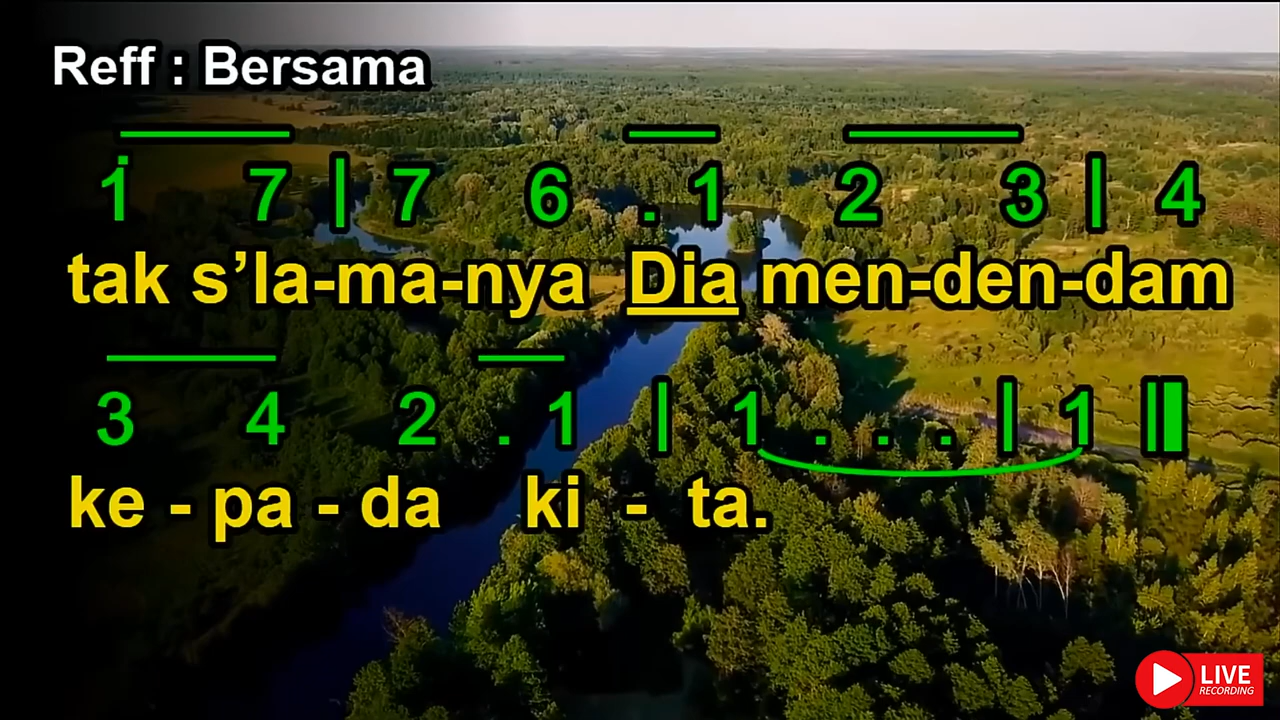 Reff : Bersama
1̇ 7 | 7 6 . 1 2 3 | 4
tak s’la-ma-nya Dia men-den-dam
3 4 2 . 1 | 1 . . . | 1 ||
ke - pa - da ki - ta.
LIVE
RECORDING